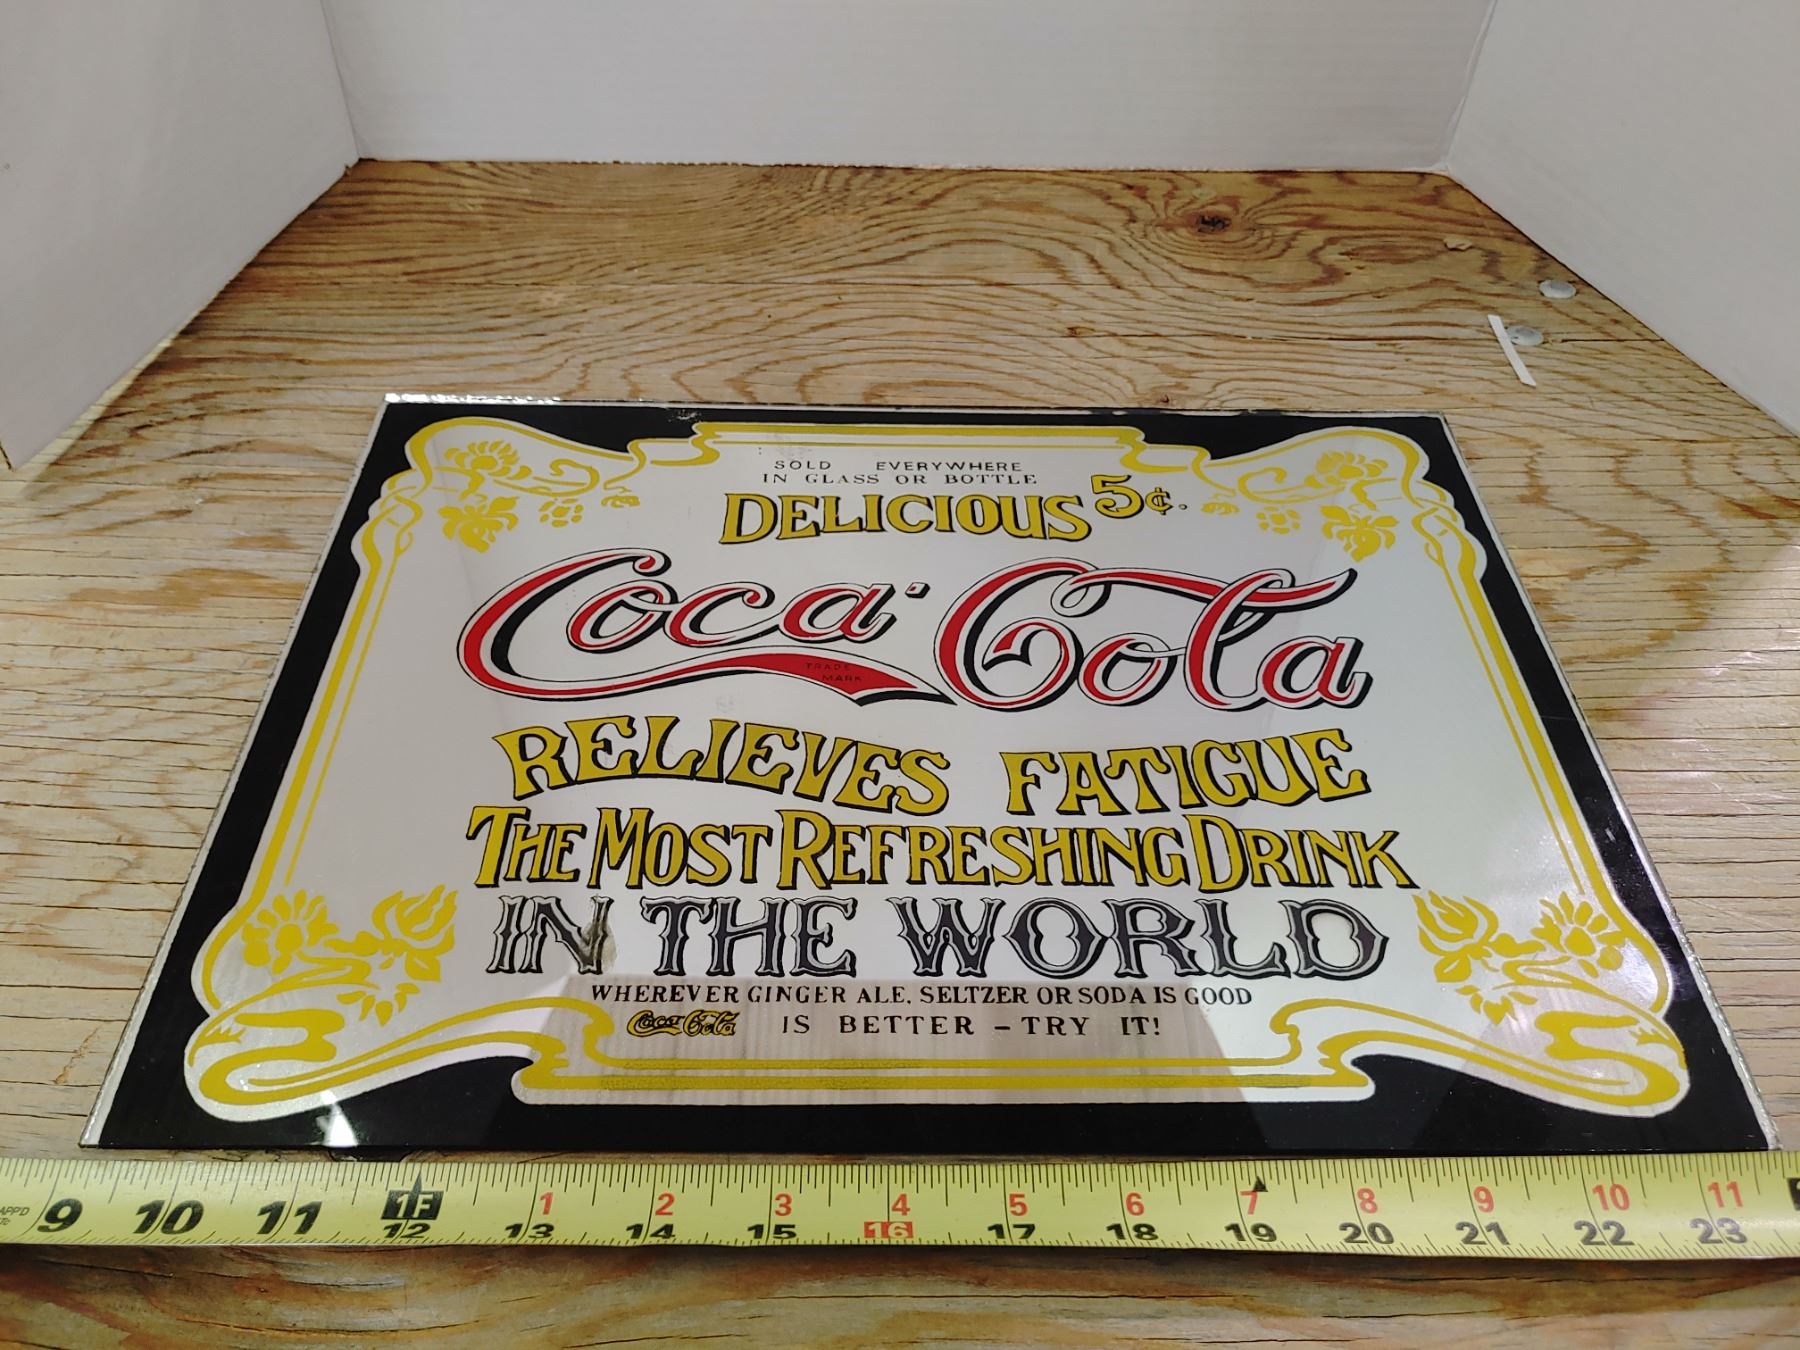 SOLD EVERYWHERE
IN GLASS OR BOTTLE
DELICIOUS 5¢.
Coca-Cola
TRADE
MARK
RELIEVES FATIGUE
THE MOST REFRESHING DRINK
IN THE WORLD
WHEREVER GINGER ALE, SELTZER OR SODA IS GOOD
Coca-Cola IS BETTER - TRY IT!
1F 1 2 3 4 5 6 7 8 9 10 11
9 10 11 12 13 14 15 16 17 18 19 20 21 22 23